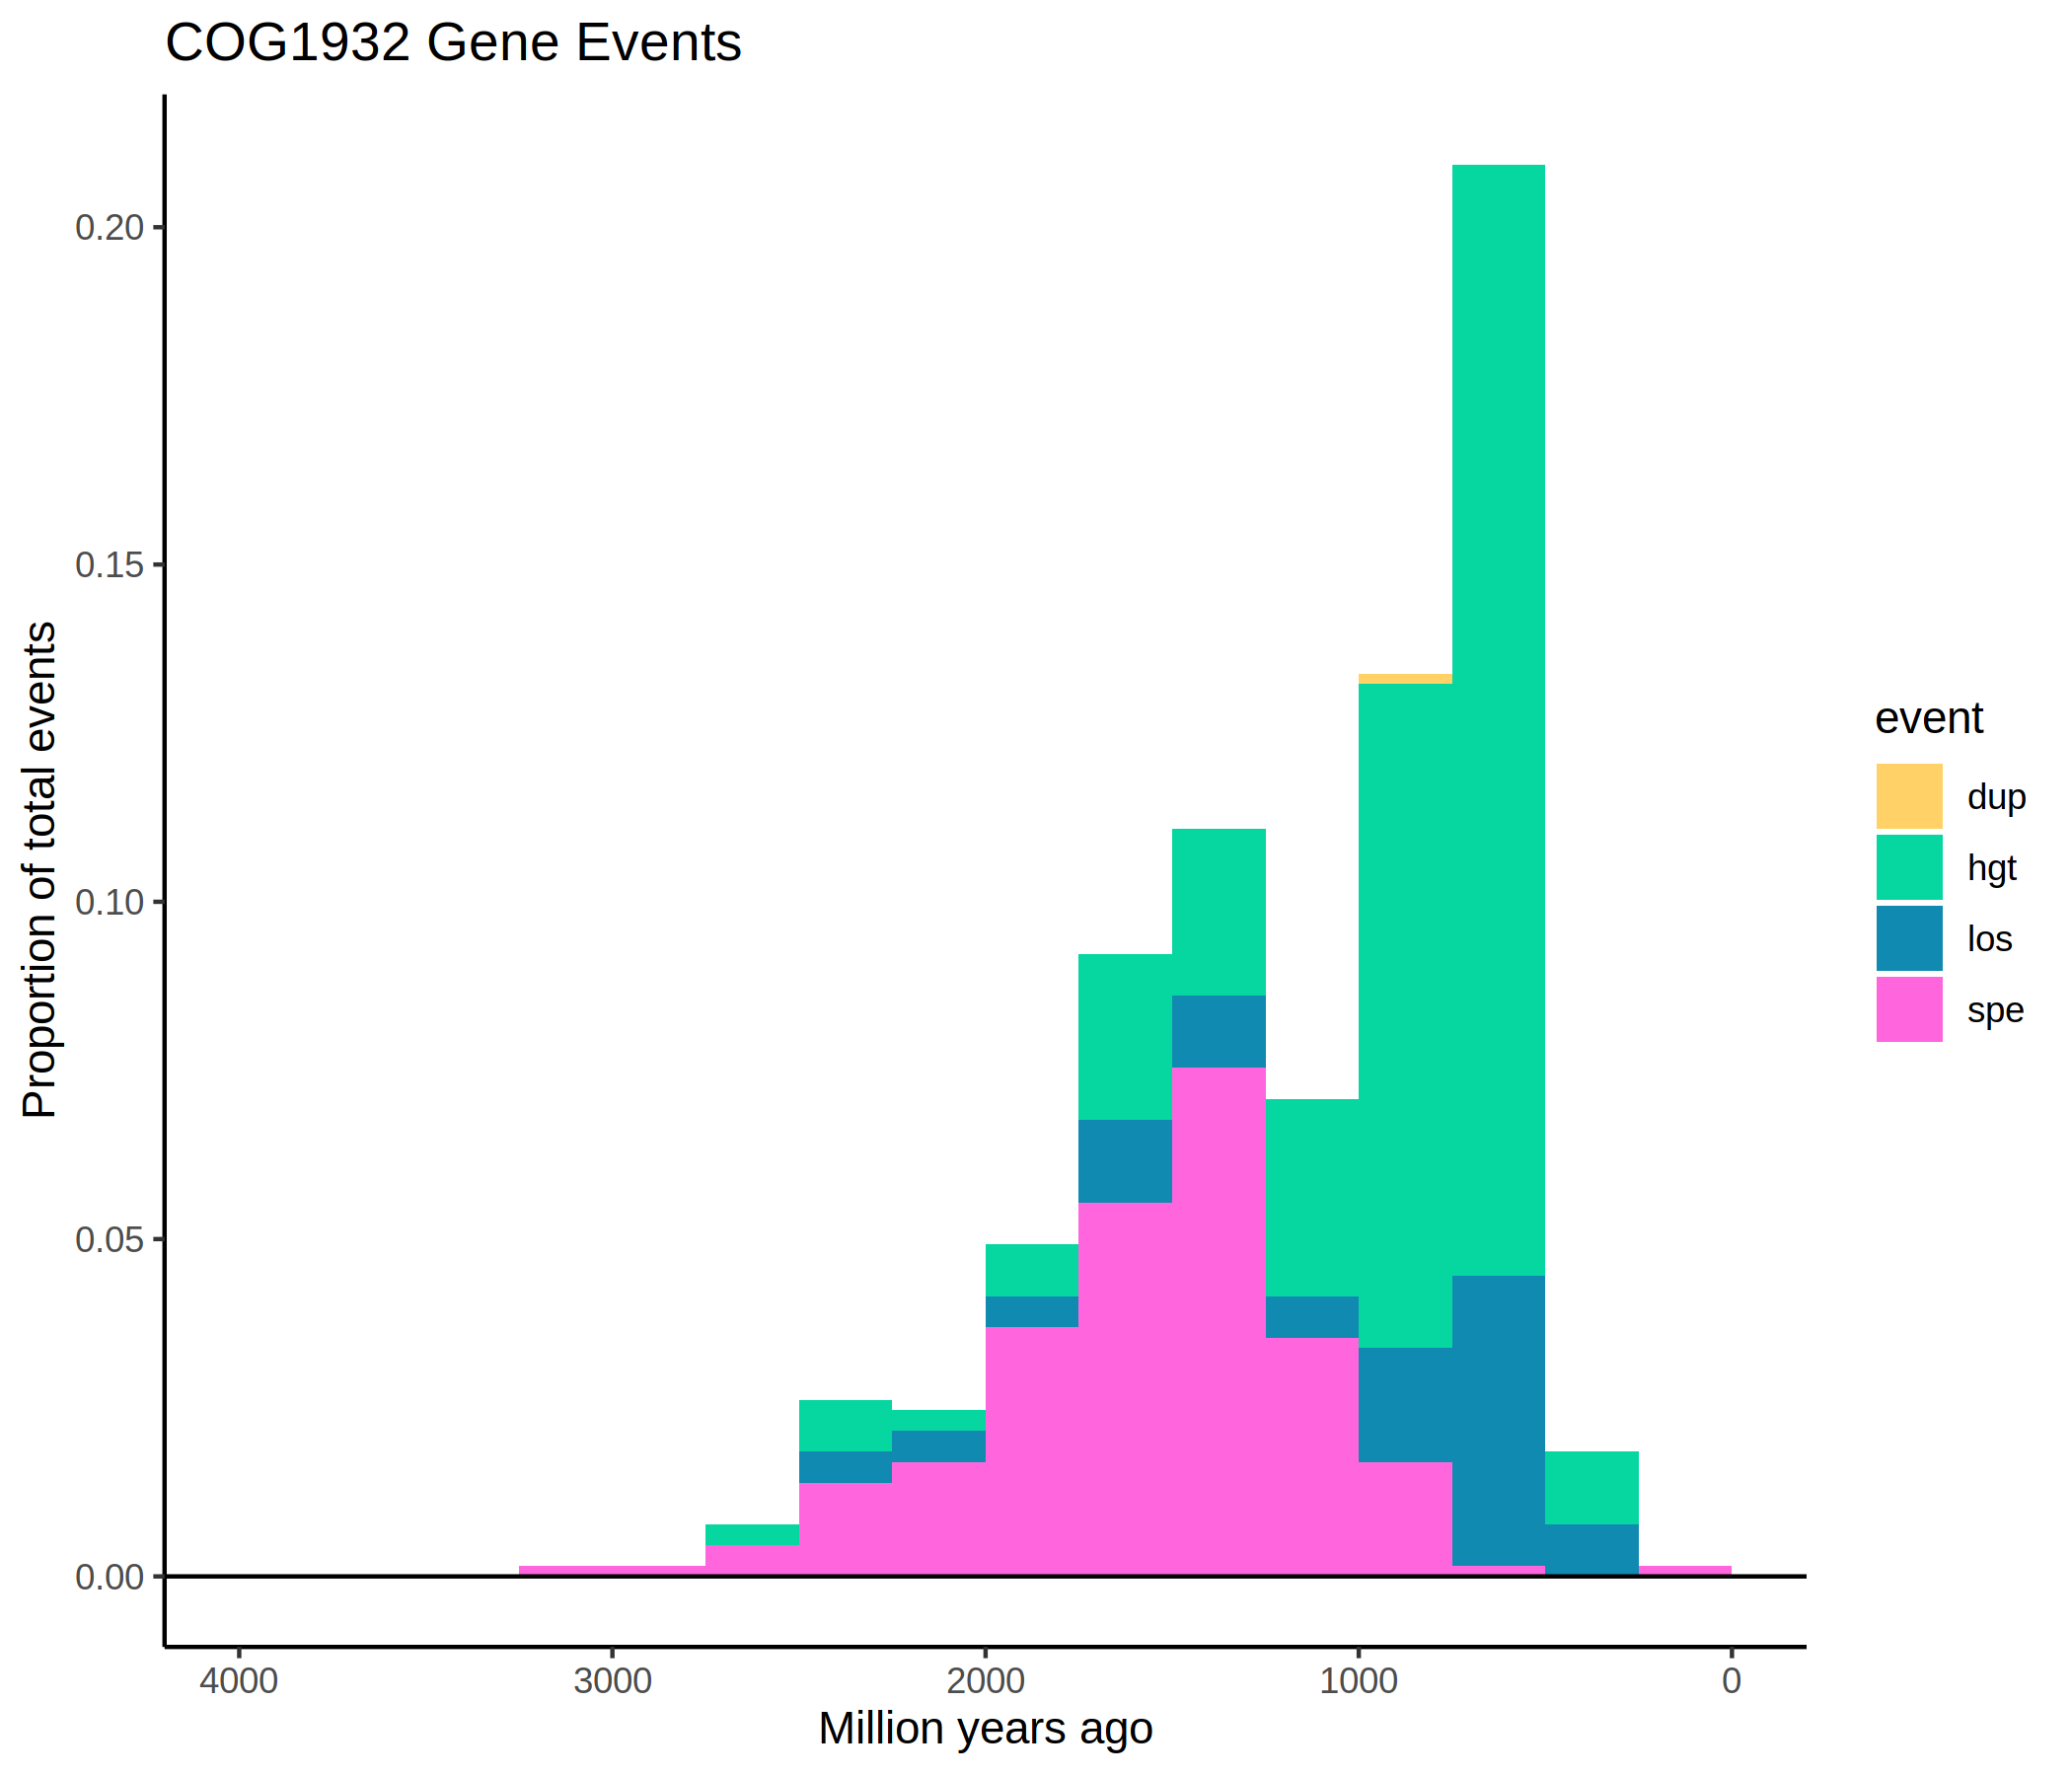 COG1932 Gene Events
Proportion of total events
0.20
0.15
0.10
0.05
0.00
4000 3000 2000 1000 0
Million years ago
event
dup
hgt
los
spe